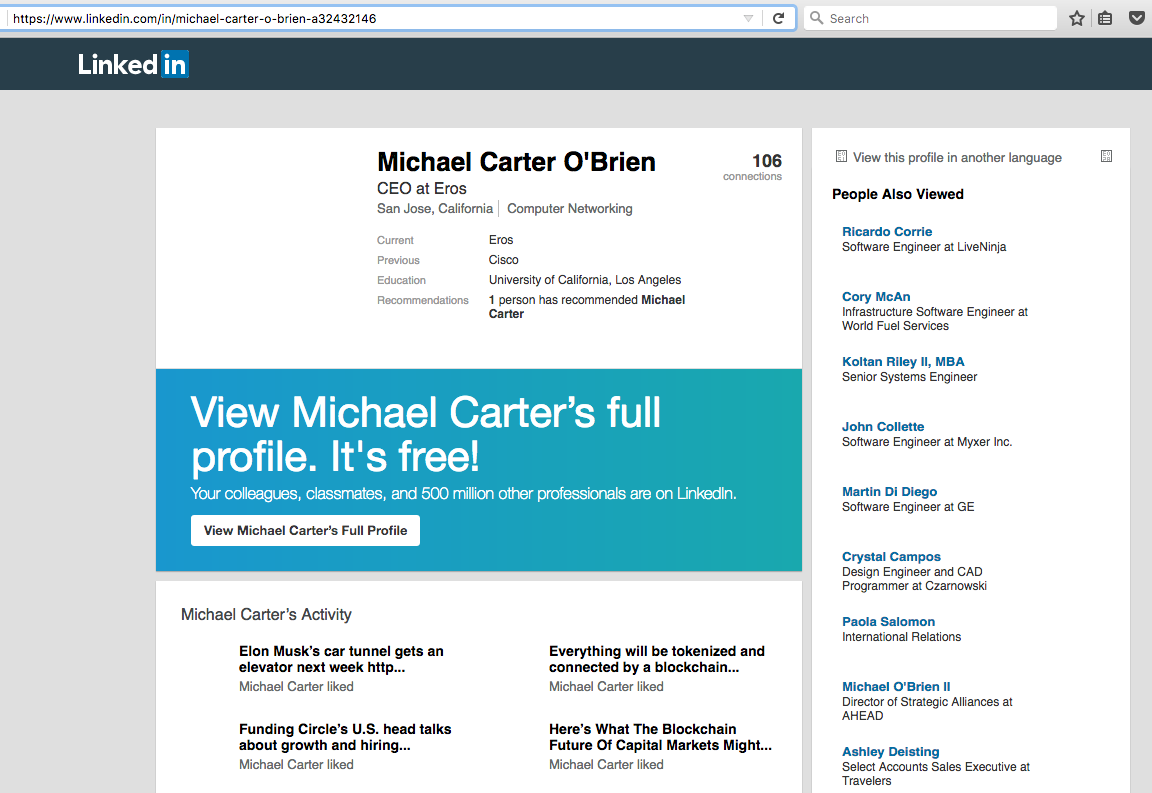 https://www.linkedin.com/in/michael-carter-o-brien-a32432146
Search
Linked in
Michael Carter O'Brien
106
connections
CEO at Eros
San Jose, California
Computer Networking
Current Eros
Previous Cisco
Education University of California, Los Angeles
Recommendations 1 person has recommended Michael
Carter
View Michael Carter’s full
profile. It's free!
Your colleagues, classmates, and 500 million other professionals are on LinkedIn.
View Michael Carter’s Full Profile
Michael Carter’s Activity
Elon Musk’s car tunnel gets an
elevator next week http...
Michael Carter liked
Everything will be tokenized and
connected by a blockchain...
Michael Carter liked
Funding Circle’s U.S. head talks
about growth and hiring...
Michael Carter liked
Here’s What The Blockchain
Future Of Capital Markets Might...
Michael Carter liked
View this profile in another language
People Also Viewed
Ricardo Corrie
Software Engineer at LiveNinja
Cory McAn
Infrastructure Software Engineer at
World Fuel Services
Koltan Riley II, MBA
Senior Systems Engineer
John Collette
Software Engineer at Myxer Inc.
Martin Di Diego
Software Engineer at GE
Crystal Campos
Design Engineer and CAD
Programmer at Czarnowski
Paola Salomon
International Relations
Michael O'Brien II
Director of Strategic Alliances at
AHEAD
Ashley Deisting
Select Accounts Sales Executive at
Travelers